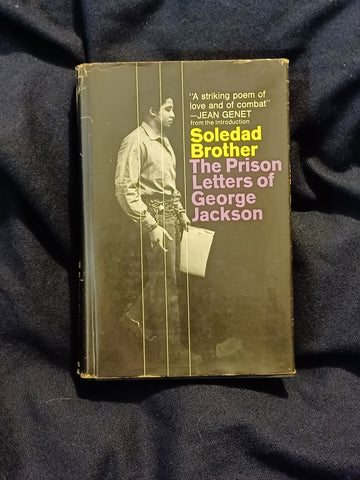 "A striking poem of
love and of combat"
—JEAN GENET
from the Introduction
Soledad
Brother
The Prison
Letters of
George
Jackson